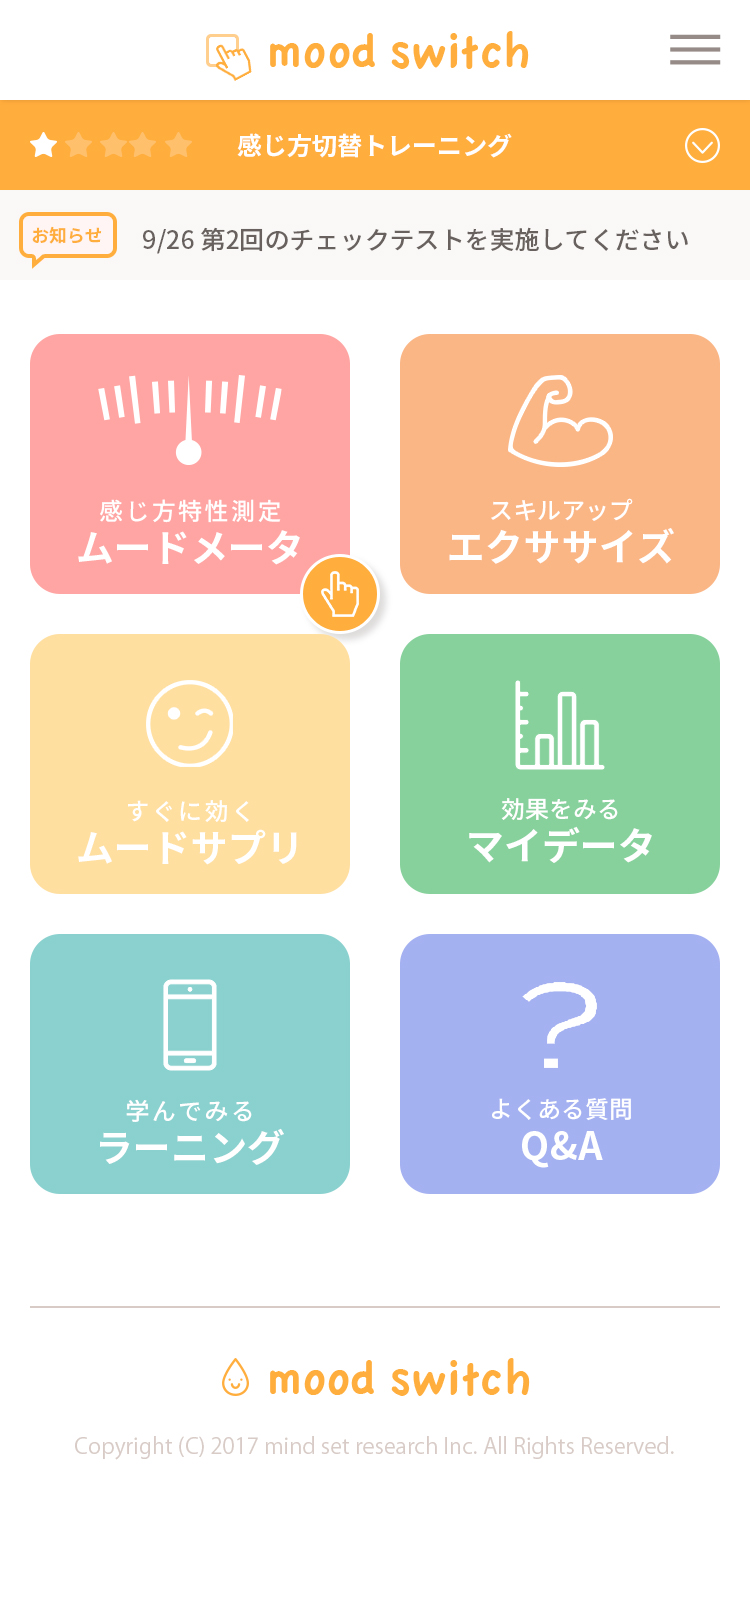 mood switch
感じ方切替トレーニング
お知らせ
9/26 第2回のチェックテストを実施してください
感じ方特性測定
ムードメータ
スキルアップ
エクササイズ
すぐに効く
ムードサプリ
効果をみる
マイデータ
学んでみる
ラーニング
?
よくある質問
Q&A
mood switch
Copyright (C) 2017 mind set research Inc. All Rights Reserved.